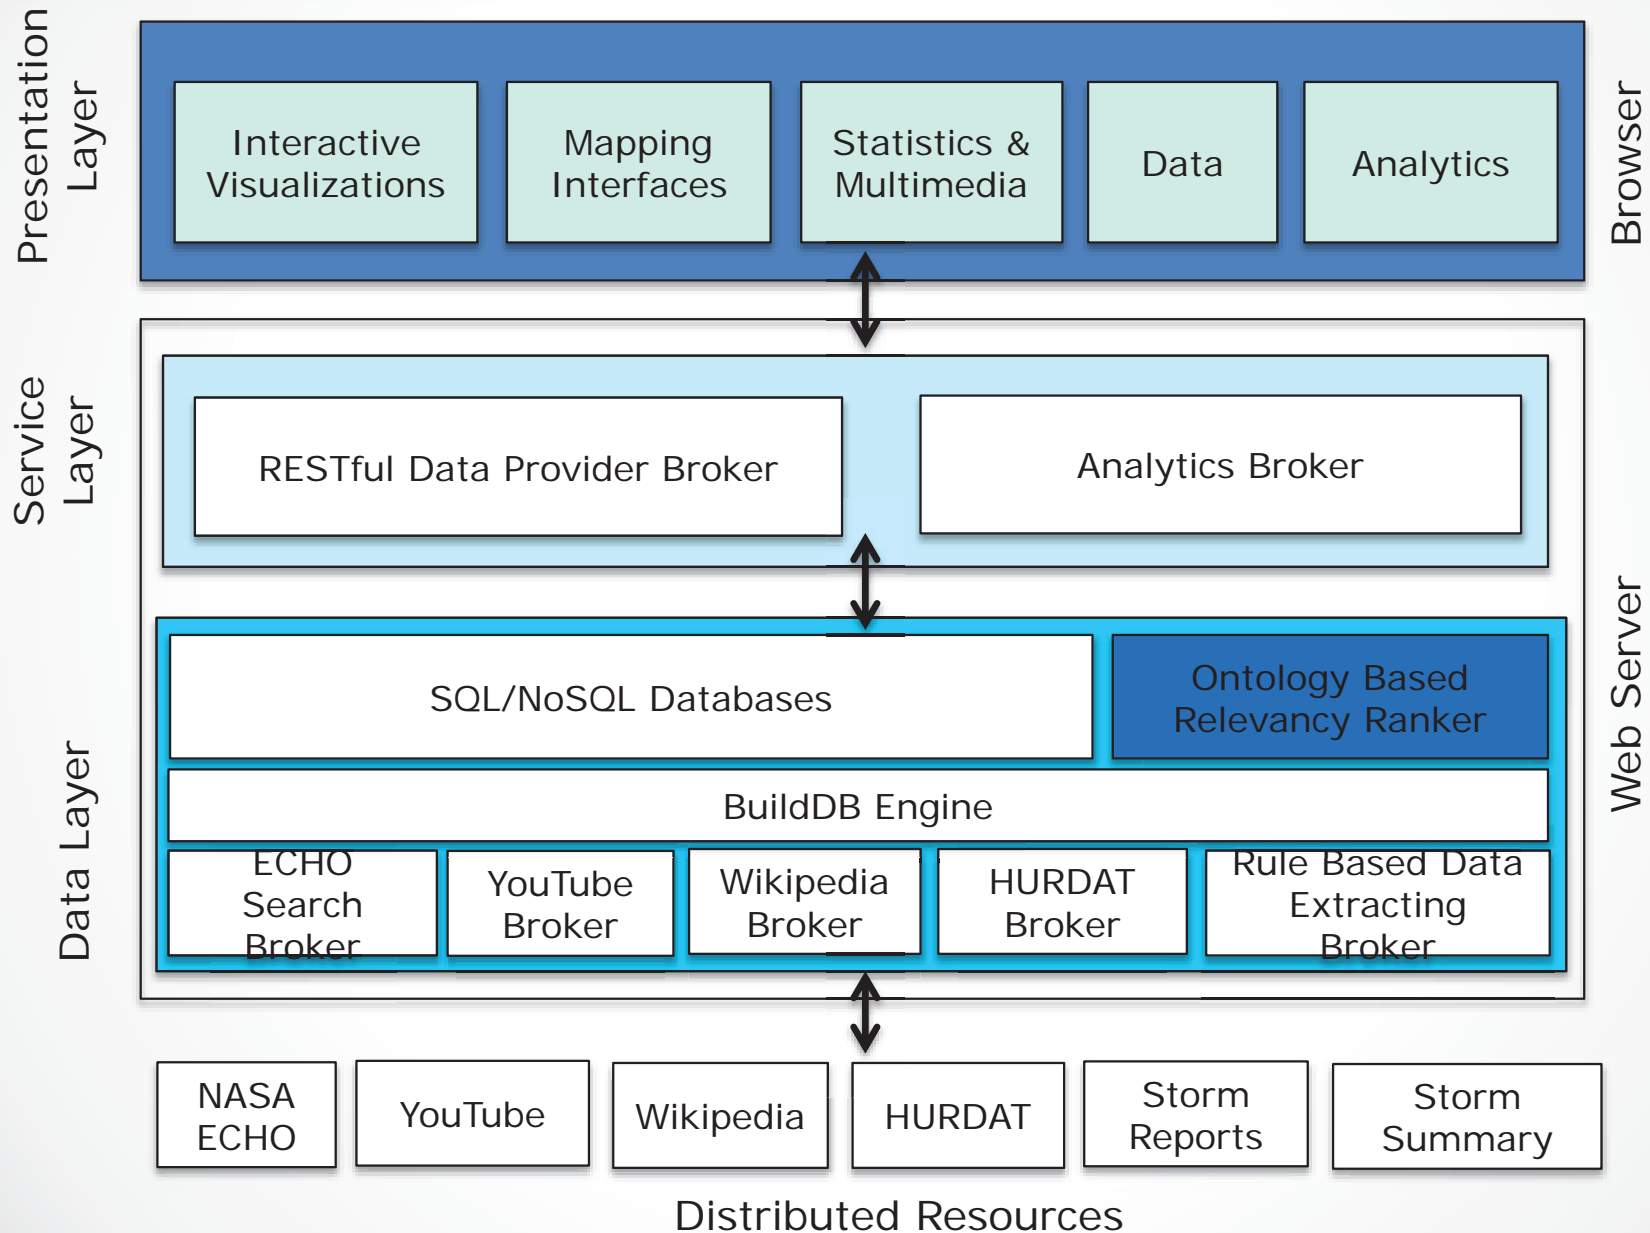 Presentation
Layer
Interactive
Visualizations
Mapping
Interfaces
Statistics &
Multimedia
Data
Analytics
Browser
Service
Layer
RESTful Data Provider Broker
Analytics Broker
Web Server
Data Layer
SQL/NoSQL Databases
Ontology Based
Relevancy Ranker
BuildDB Engine
ECHO
Search
Broker
YouTube
Broker
Wikipedia
Broker
HURDAT
Broker
Rule Based Data
Extracting
Broker
NASA
ECHO
YouTube
Wikipedia
HURDAT
Storm
Reports
Storm
Summary
Distributed Resources